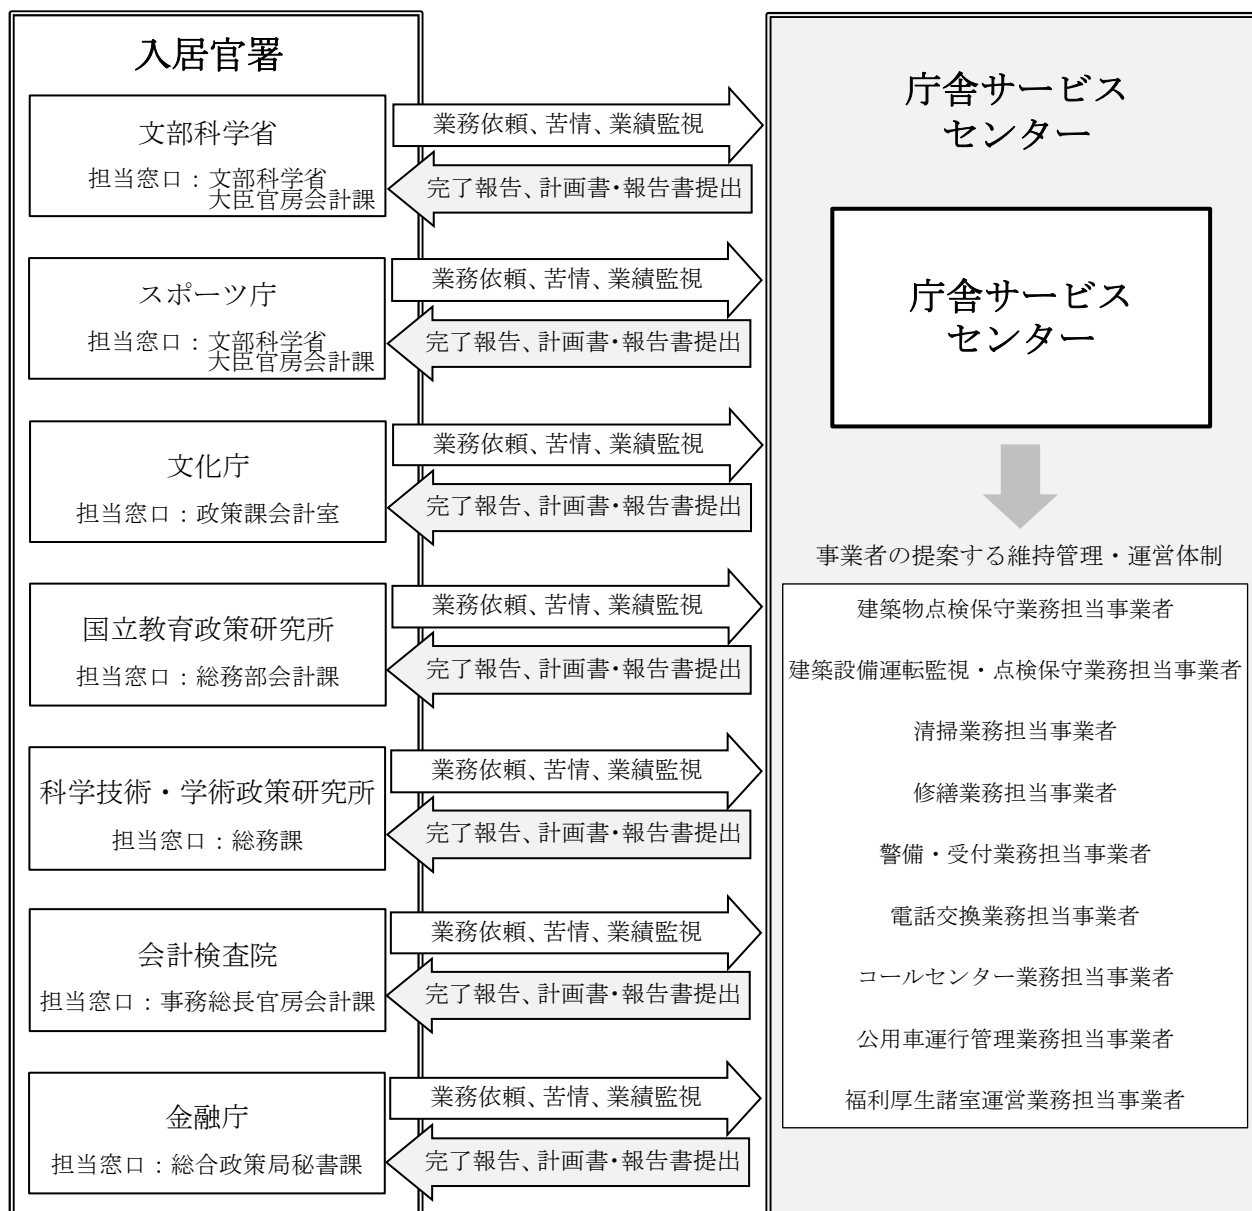 入居官署
文部科学省
担当窓口：文部科学省
大臣官房会計課
業務依頼、苦情、業績監視
完了報告、計画書・報告書提出
スポーツ庁
担当窓口：文部科学省
大臣官房会計課
業務依頼、苦情、業績監視
完了報告、計画書・報告書提出
文化庁
担当窓口：政策課会計室
業務依頼、苦情、業績監視
完了報告、計画書・報告書提出
国立教育政策研究所
担当窓口：総務部会計課
業務依頼、苦情、業績監視
完了報告、計画書・報告書提出
科学技術・学術政策研究所
担当窓口：総務課
業務依頼、苦情、業績監視
完了報告、計画書・報告書提出
会計検査院
担当窓口：事務総長官房会計課
業務依頼、苦情、業績監視
完了報告、計画書・報告書提出
金融庁
担当窓口：総合政策局秘書課
業務依頼、苦情、業績監視
完了報告、計画書・報告書提出
庁舎サービス
センター
庁舎サービス
センター
事業者の提案する維持管理・運営体制
建築物点検保守業務担当事業者
建築設備運転監視・点検保守業務担当事業者
清掃業務担当事業者
修繕業務担当事業者
警備・受付業務担当事業者
電話交換業務担当事業者
コールセンター業務担当事業者
公用車運行管理業務担当事業者
福利厚生諸室運営業務担当事業者